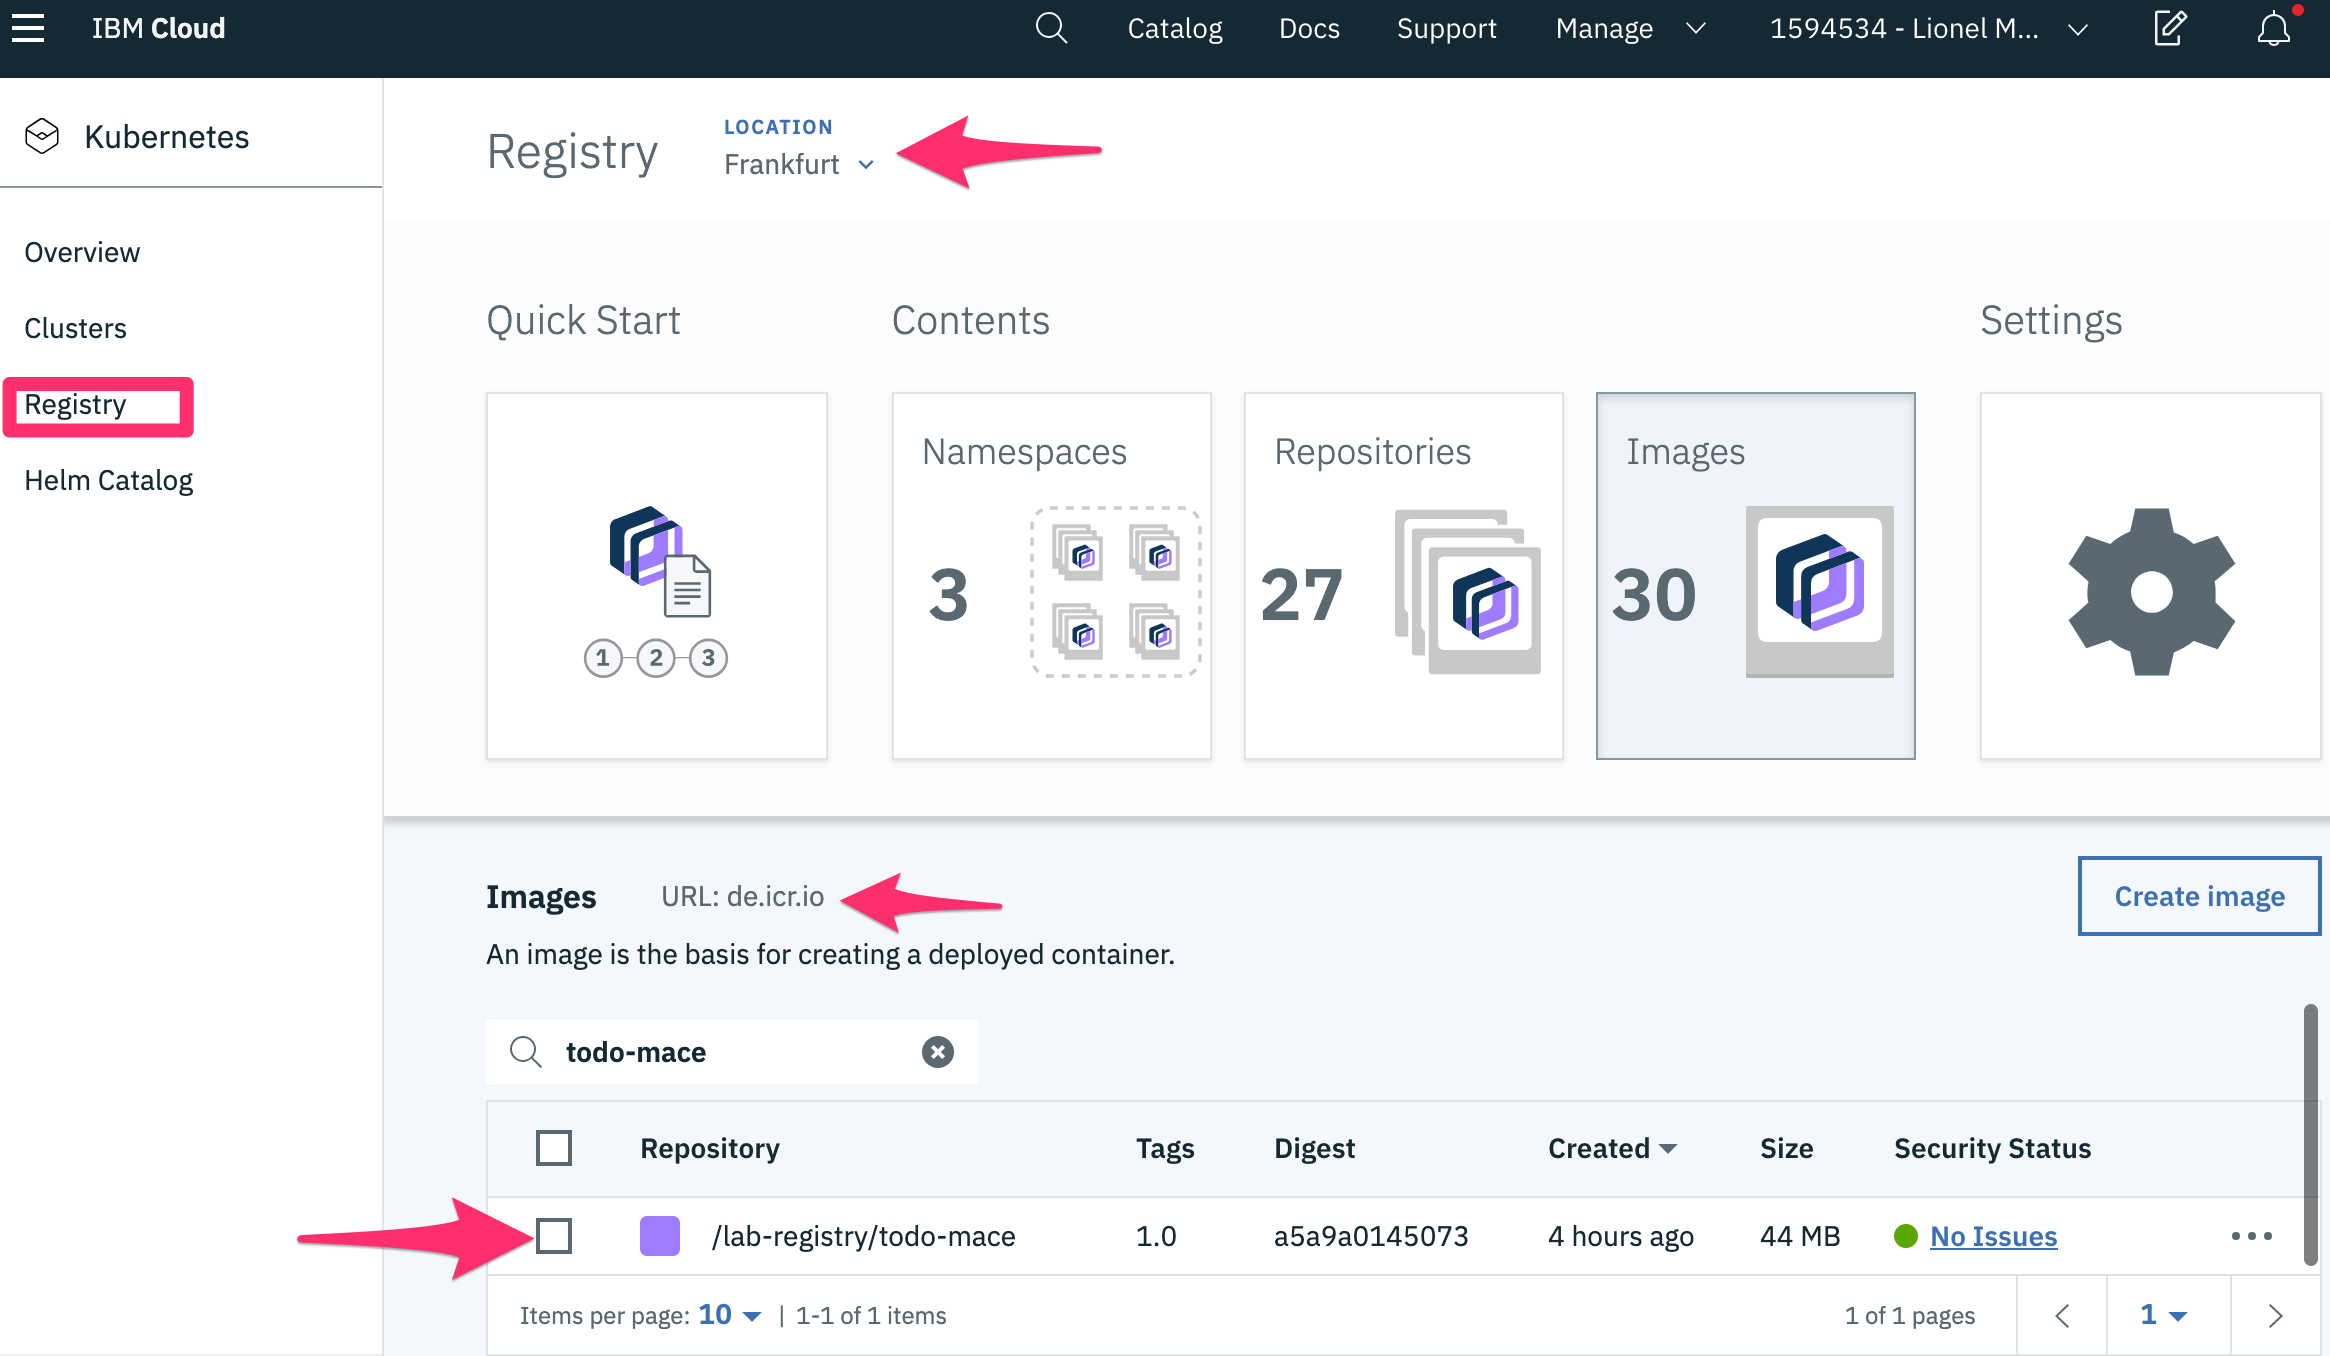 IBM Cloud
Catalog
Docs
Support
Manage
1594534 - Lionel M...
Kubernetes
Overview
Clusters
Registry
Helm Catalog
Registry
LOCATION
Frankfurt
Quick Start
Contents
Settings
1 2 3
Namespaces
3
Repositories
27
Images
30
Images
URL: de.icr.io
An image is the basis for creating a deployed container.
Create image
todo-mace
Repository Tags Digest Created Size Security Status
/lab-registry/todo-mace 1.0 a5a9a0145073 4 hours ago 44 MB No Issues
Items per page: 10 | 1-1 of 1 items
1 of 1 pages
1